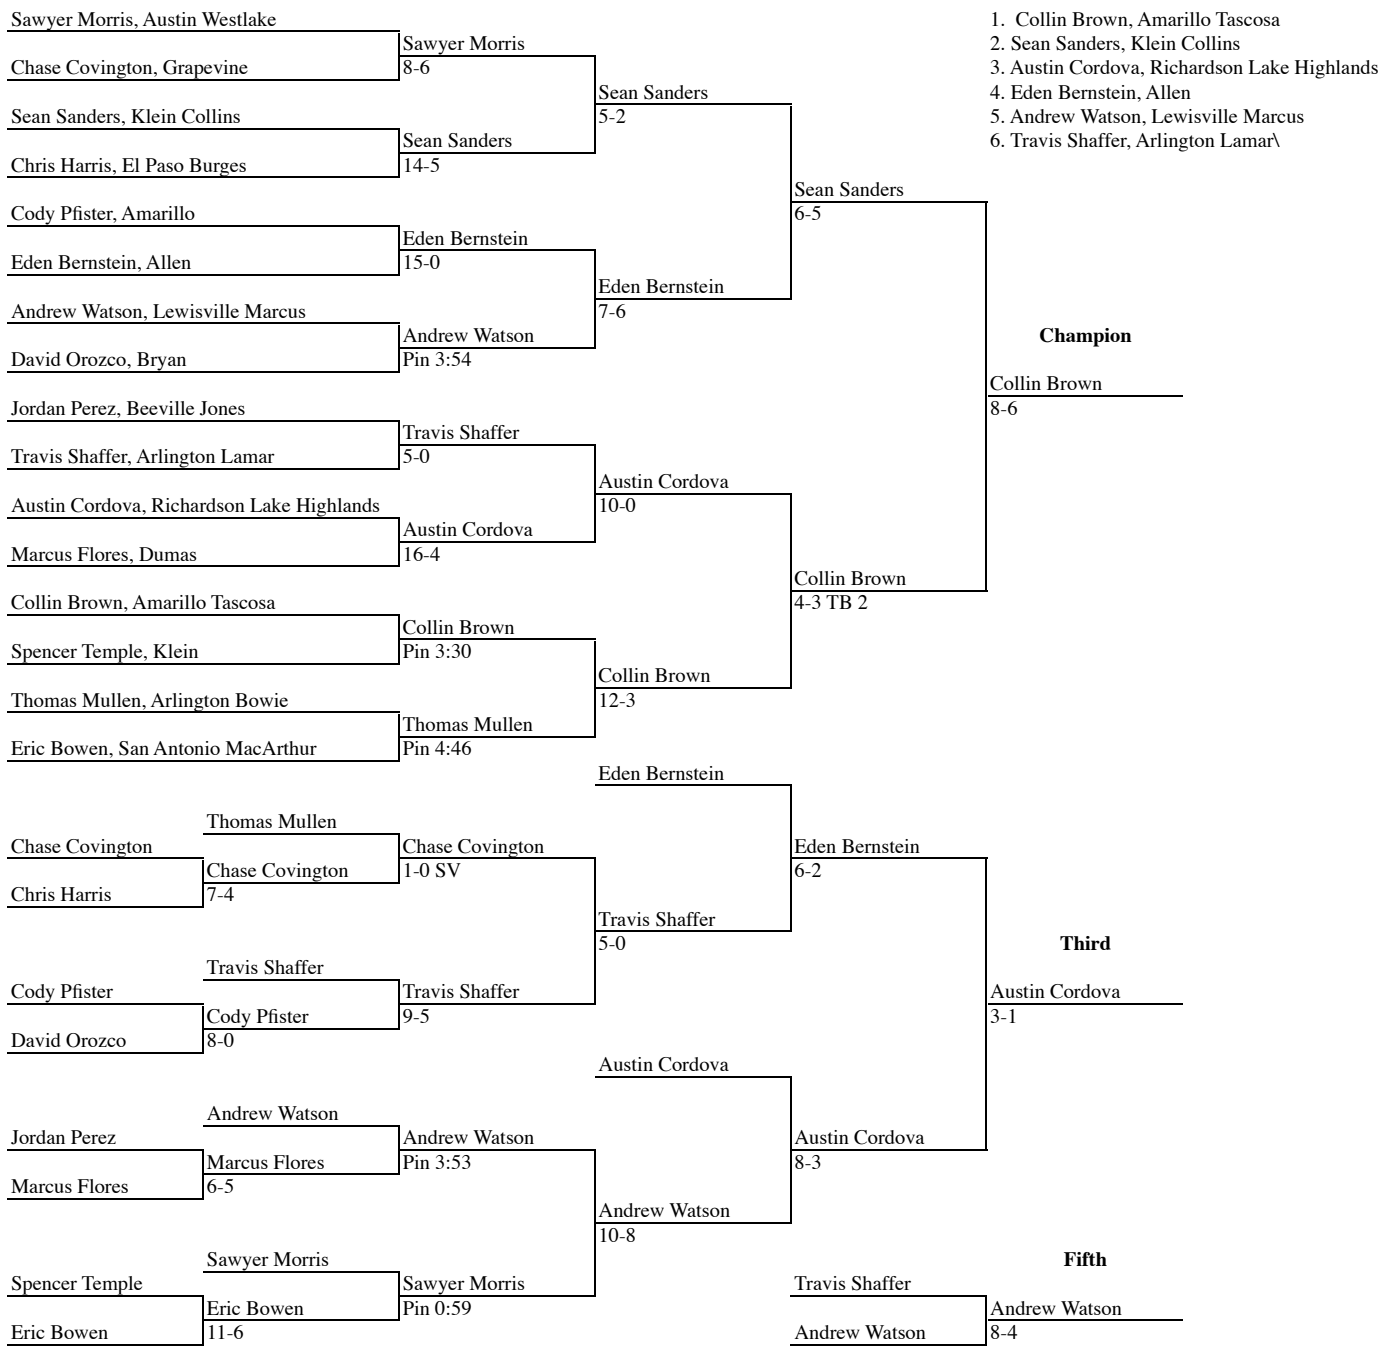 Sawyer Morris, Austin Westlake
1.  Collin Brown, Amarillo Tascosa
Sawyer Morris
2. Sean Sanders, Klein Collins
Chase Covington, Grapevine
8-6
3. Austin Cordova, Richardson Lake Highlands
Sean Sanders
4. Eden Bernstein, Allen
Sean Sanders, Klein Collins
5-2
5. Andrew Watson, Lewisville Marcus
Sean Sanders
6. Travis Shaffer, Arlington Lamar\
Chris Harris, El Paso Burges
14-5
Sean Sanders
Cody Pfister, Amarillo
6-5
Eden Bernstein
Eden Bernstein, Allen
15-0
Eden Bernstein
Andrew Watson, Lewisville Marcus
7-6
Andrew Watson
Champion
David Orozco, Bryan
Pin 3:54
Collin Brown
Jordan Perez, Beeville Jones
8-6
Travis Shaffer
Travis Shaffer, Arlington Lamar
5-0
Austin Cordova
Austin Cordova, Richardson Lake Highlands
10-0
Austin Cordova
Marcus Flores, Dumas
16-4
Collin Brown
Collin Brown, Amarillo Tascosa
4-3 TB 2
Collin Brown
Spencer Temple, Klein
Pin 3:30
Collin Brown
Thomas Mullen, Arlington Bowie
12-3
Thomas Mullen
Eric Bowen, San Antonio MacArthur
Pin 4:46
Eden Bernstein
Thomas Mullen
Chase Covington
Chase Covington
Eden Bernstein
Chase Covington
1-0 SV
6-2
Chris Harris
7-4
Travis Shaffer
5-0
Third
Travis Shaffer
Cody Pfister
Travis Shaffer
Austin Cordova
Cody Pfister
9-5
3-1
David Orozco
8-0
Austin Cordova
Andrew Watson
Jordan Perez
Andrew Watson
Austin Cordova
Marcus Flores
Pin 3:53
8-3
Marcus Flores
6-5
Andrew Watson
10-8
Sawyer Morris
Fifth
Spencer Temple
Sawyer Morris
Travis Shaffer
Eric Bowen
Pin 0:59
Andrew Watson
Eric Bowen
11-6
Andrew Watson
8-4